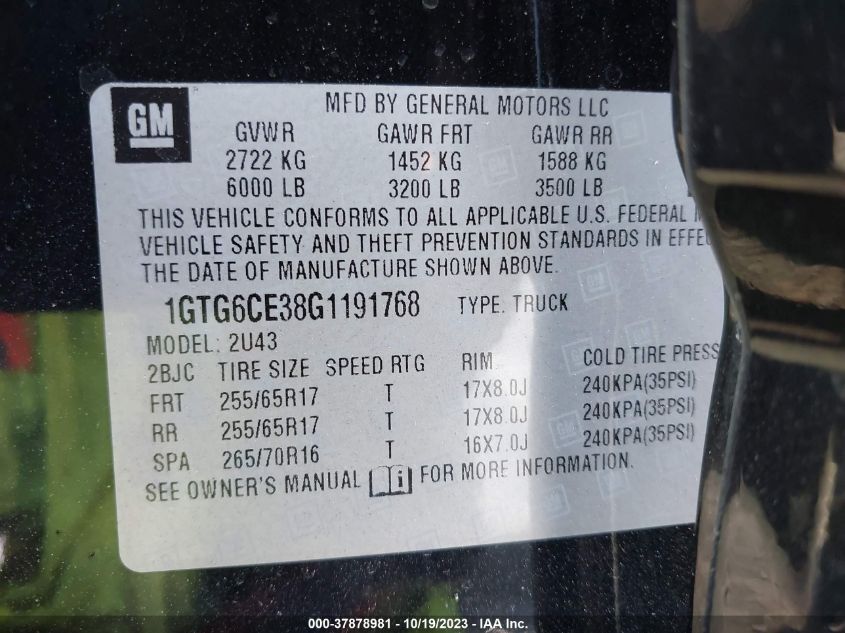 GM
MFD BY GENERAL MOTORS LLC
GVWR GAWR FRT GAWR RR
2722 KG 1452 KG 1588 KG
6000 LB 3200 LB 3500 LB
THIS VEHICLE CONFORMS TO ALL APPLICABLE U.S. FEDERAL
VEHICLE SAFETY AND THEFT PREVENTION STANDARDS IN EFFE
THE DATE OF MANUFACTURE SHOWN ABOVE.
1GTG6CE38G1191768 TYPE. TRUCK
MODEL: 2U43
2BJC TIRE SIZE SPEED RTG RIM COLD TIRE PRESS
FRT 255/65R17 T 17X8.0J 240KPA(35PSI)
RR 255/65R17 T 17X8.0J 240KPA(35PSI)
SPA 265/70R16 T 16X7.0J 240KPA(35PSI)
SEE OWNER'S MANUAL i FOR MORE INFORMATION.
000-37878981 - 10/19/2023 - IAA Inc.